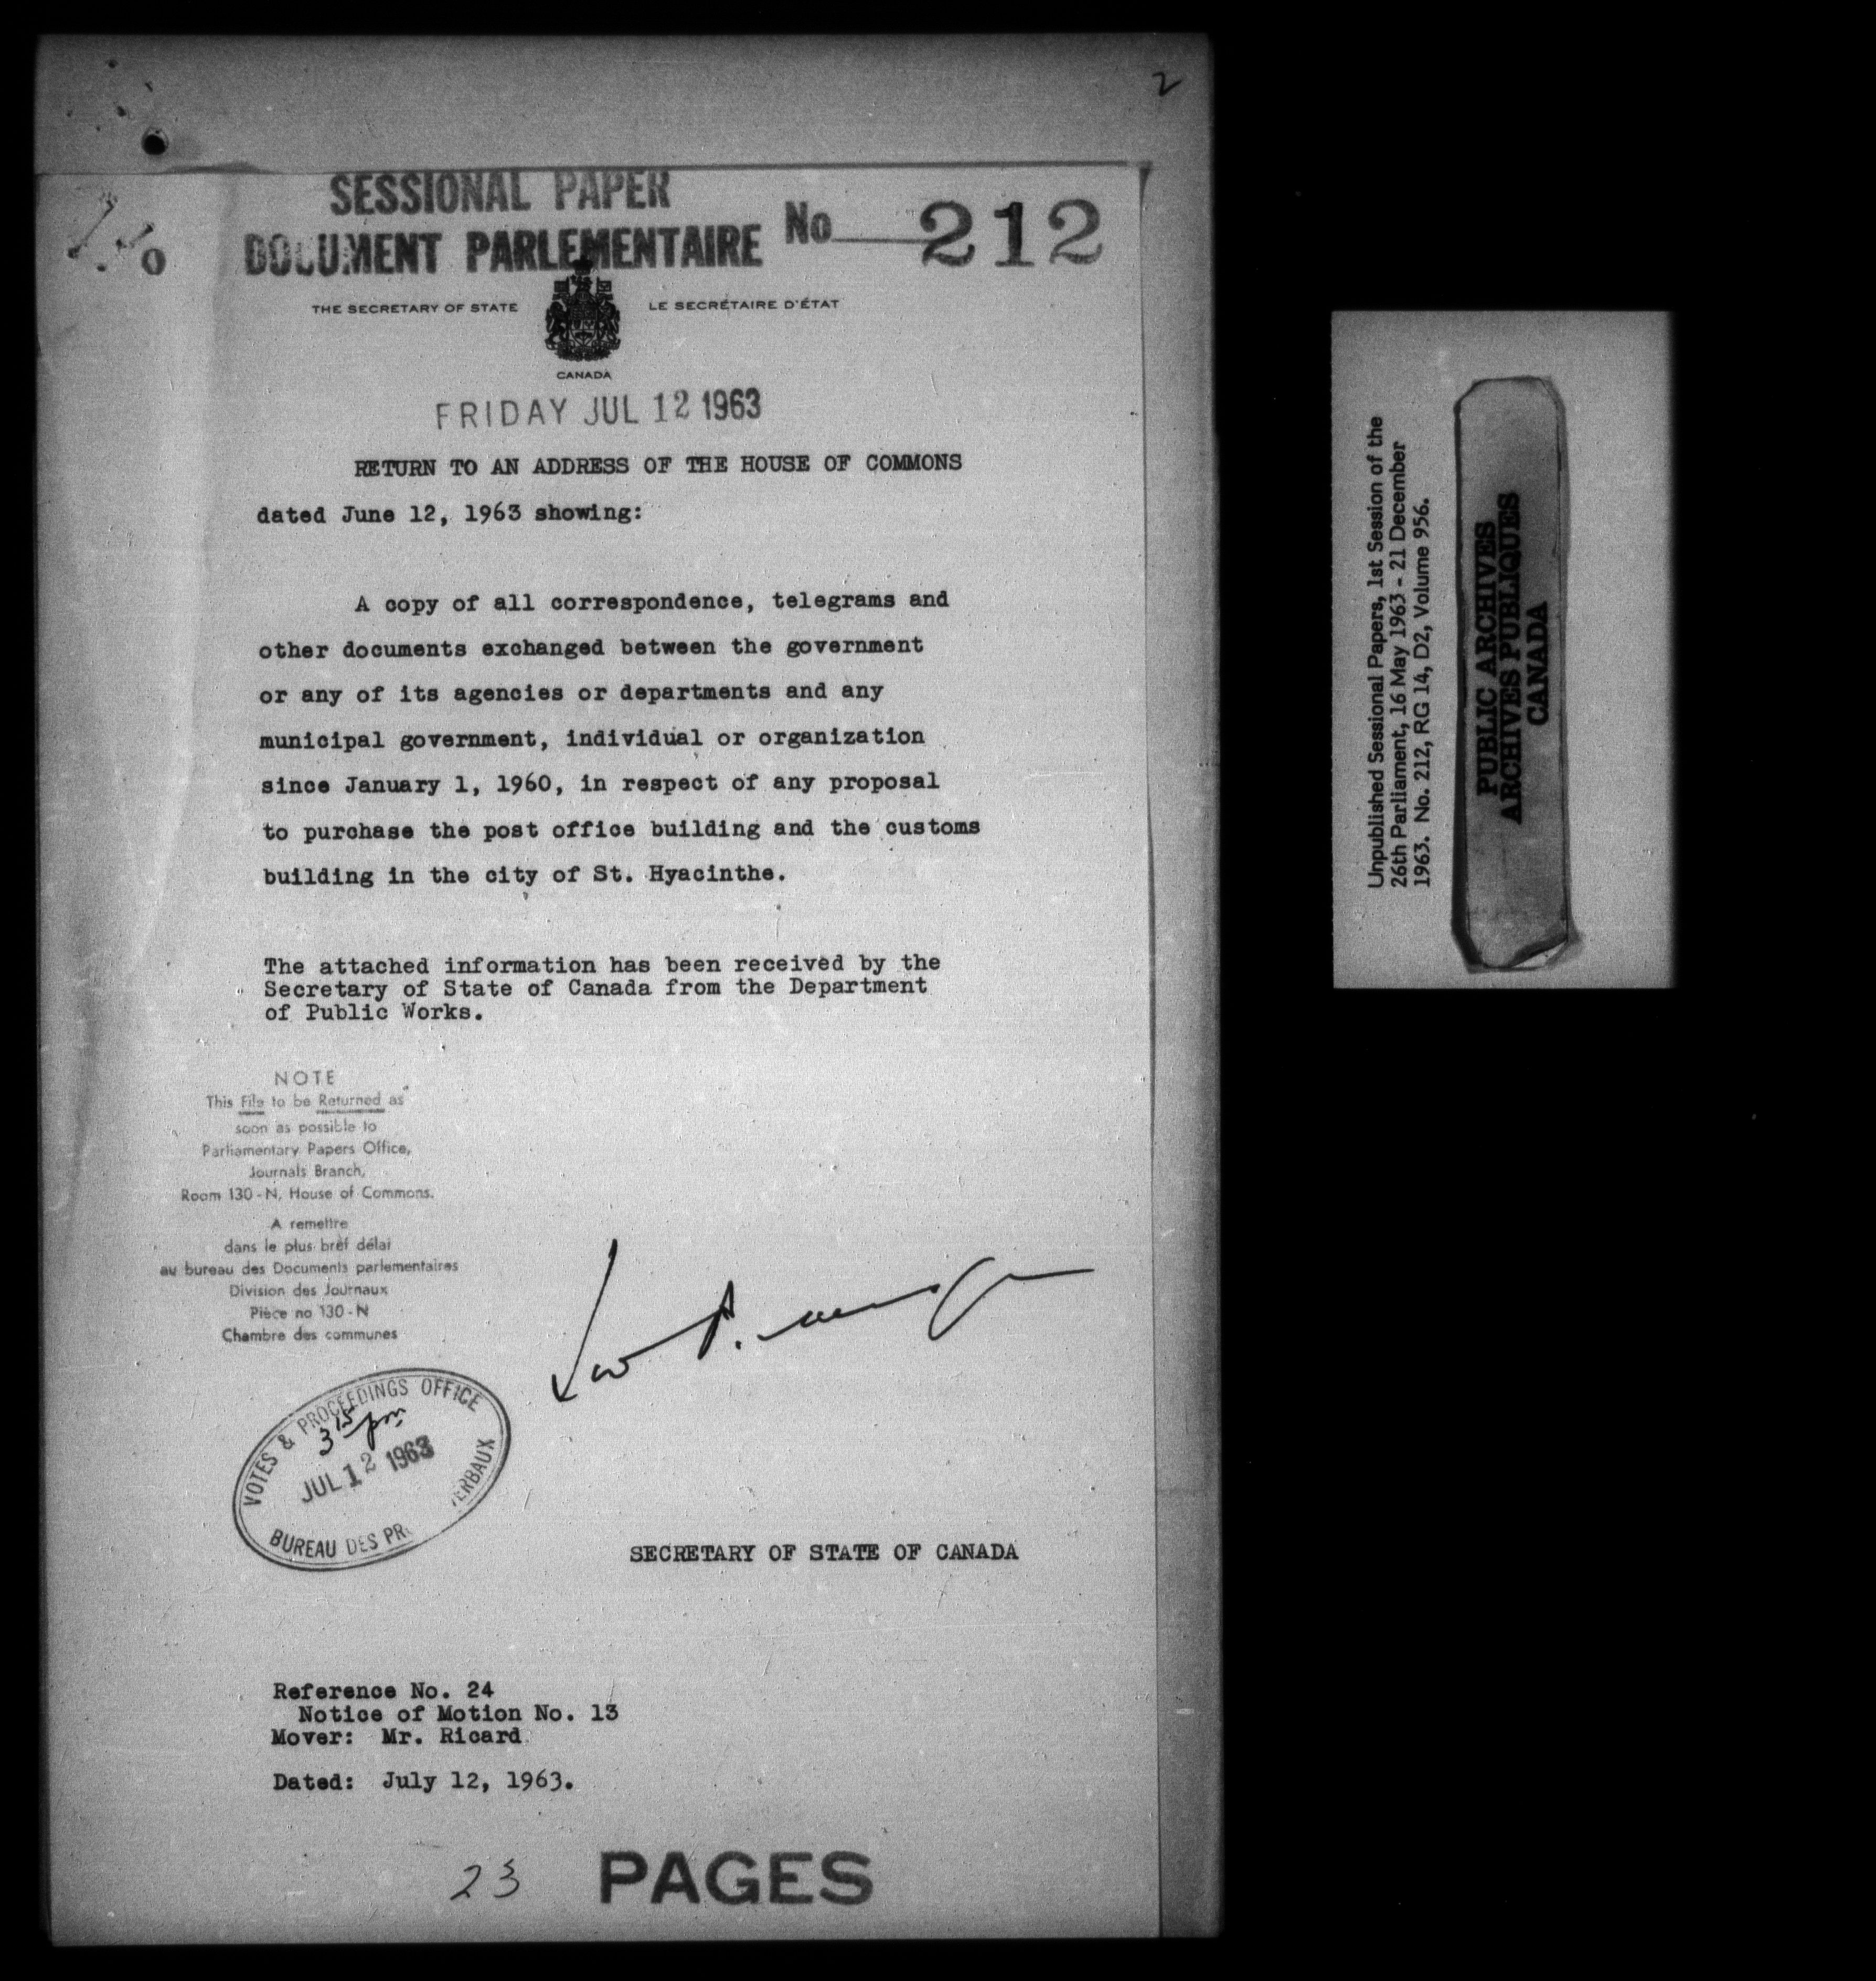 2
SESSIONAL PAPER
DOCUMENT PARLEMENTAIRE No 212
THE SECRETARY OF STATE
LE SECRÉTAIRE D'ÉTAT
CANADA
FRIDAY JUL 12 1963
RETURN TO AN ADDRESS OF THE HOUSE OF COMMONS
dated June 12, 1963 showing:
A copy of all correspondence, telegrams and
other documents exchanged between the government
or any of its agencies or departments and any
municipal government, individual or organization
since January 1, 1960, in respect of any proposal
to purchase the post office building and the customs
building in the city of St. Hyacinthe.
The attached information has been received by the
Secretary of State of Canada from the Department
of Public Works.
NOTE
This File to be Returned as
soon as possible to
Parliamentary Papers Office,
Journals Branch,
Room 130-N, House of Commons.
A remettre
dans le plus bref délai
au bureau des Documents parlementaires
Division des Journaux
Pièce no 130-N
Chambre des communes
VOTES & PROCEEDINGS OFFICE
3 15 pm
JUL 12 1963
BUREAU DES
SECRETARY OF STATE OF CANADA
Reference No. 24
Notice of Motion No. 13
Mover: Mr. Ricard
Dated: July 12, 1963.
23 PAGES
Unpublished Sessional Papers, 1st Session of the
26th Parliament, 16 May 1963 - 21 December
1963. No. 212, RG 14, D2, Volume 956.
PUBLIC ARCHIVES
ARCHIVES PUBLIQUES
CANADA